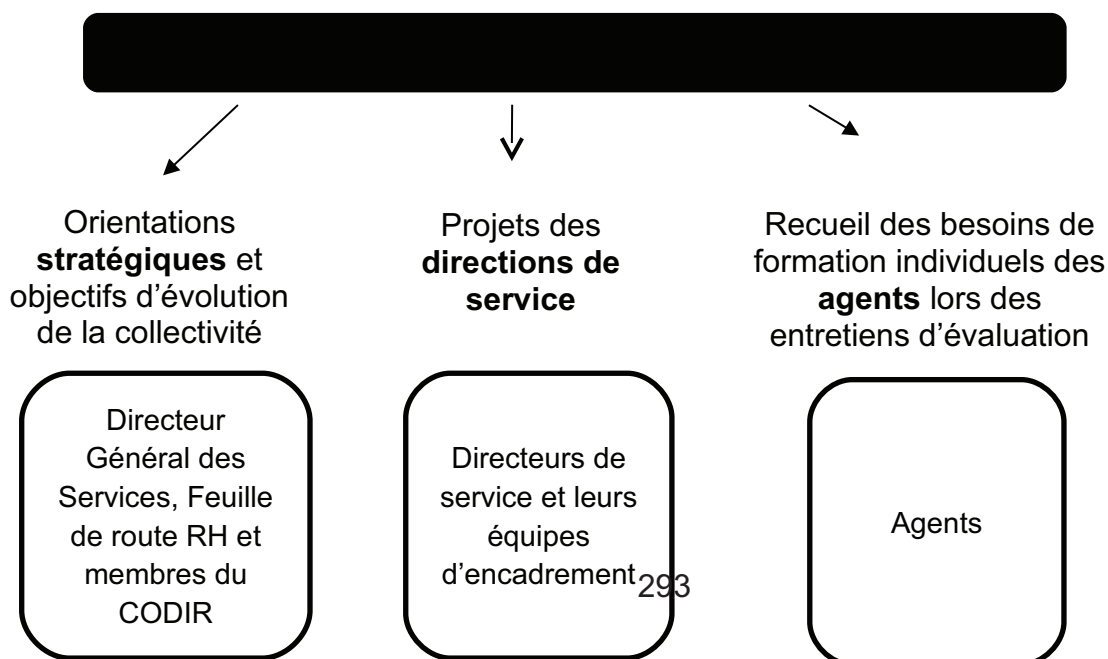 Orientations
stratégiques et
objectifs d’évolution
de la collectivité
Projets des
directions de
service
Recueil des besoins de
formation individuels des
agents lors des
entretiens d’évaluation
Directeur
Général des
Services, Feuille
de route RH et
membres du
CODIR
Directeurs de
service et leurs
équipes
d’encadrement
293
Agents